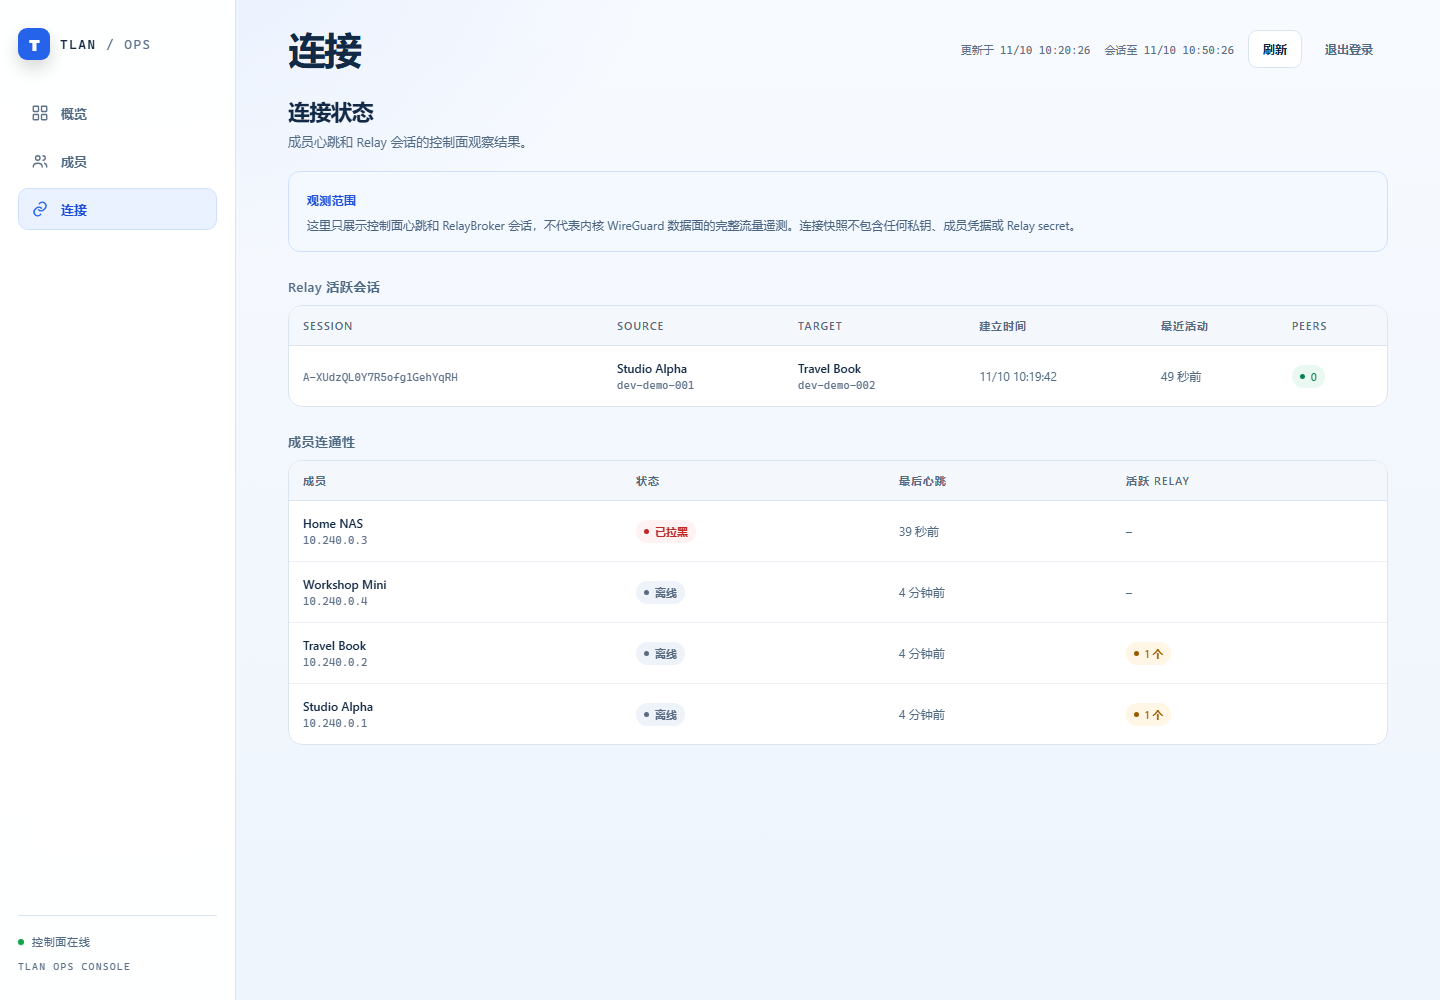 T TLAN / OPS
概览
成员
连接
控制面在线
TLAN OPS CONSOLE
连接
更新于 11/10 10:20:26 会话至 11/10 10:50:26 刷新 退出登录
连接状态
成员心跳和 Relay 会话的控制面观察结果。
观测范围
这里只展示控制面心跳和 RelayBroker 会话，不代表内核 WireGuard 数据面的完整流量遥测。连接快照不包含任何私钥、成员凭据或 Relay secret。
Relay 活跃会话
SESSION SOURCE TARGET 建立时间 最近活动 PEERS
A-XUdzQL0Y7R5ofg1GehYqRH Studio Alpha Travel Book 11/10 10:19:42 49 秒前 0
dev-demo-001 dev-demo-002
成员连通性
成员 状态 最后心跳 活跃 RELAY
Home NAS 已拉黑 39 秒前 –
10.240.0.3
Workshop Mini 离线 4 分钟前 –
10.240.0.4
Travel Book 离线 4 分钟前 1 个
10.240.0.2
Studio Alpha 离线 4 分钟前 1 个
10.240.0.1